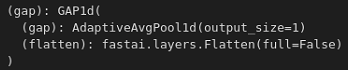 (gap): GAP1d(
  (gap): AdaptiveAvgPool1d(output_size=1)
  (flatten): fastai.layers.Flatten(full=False)
)